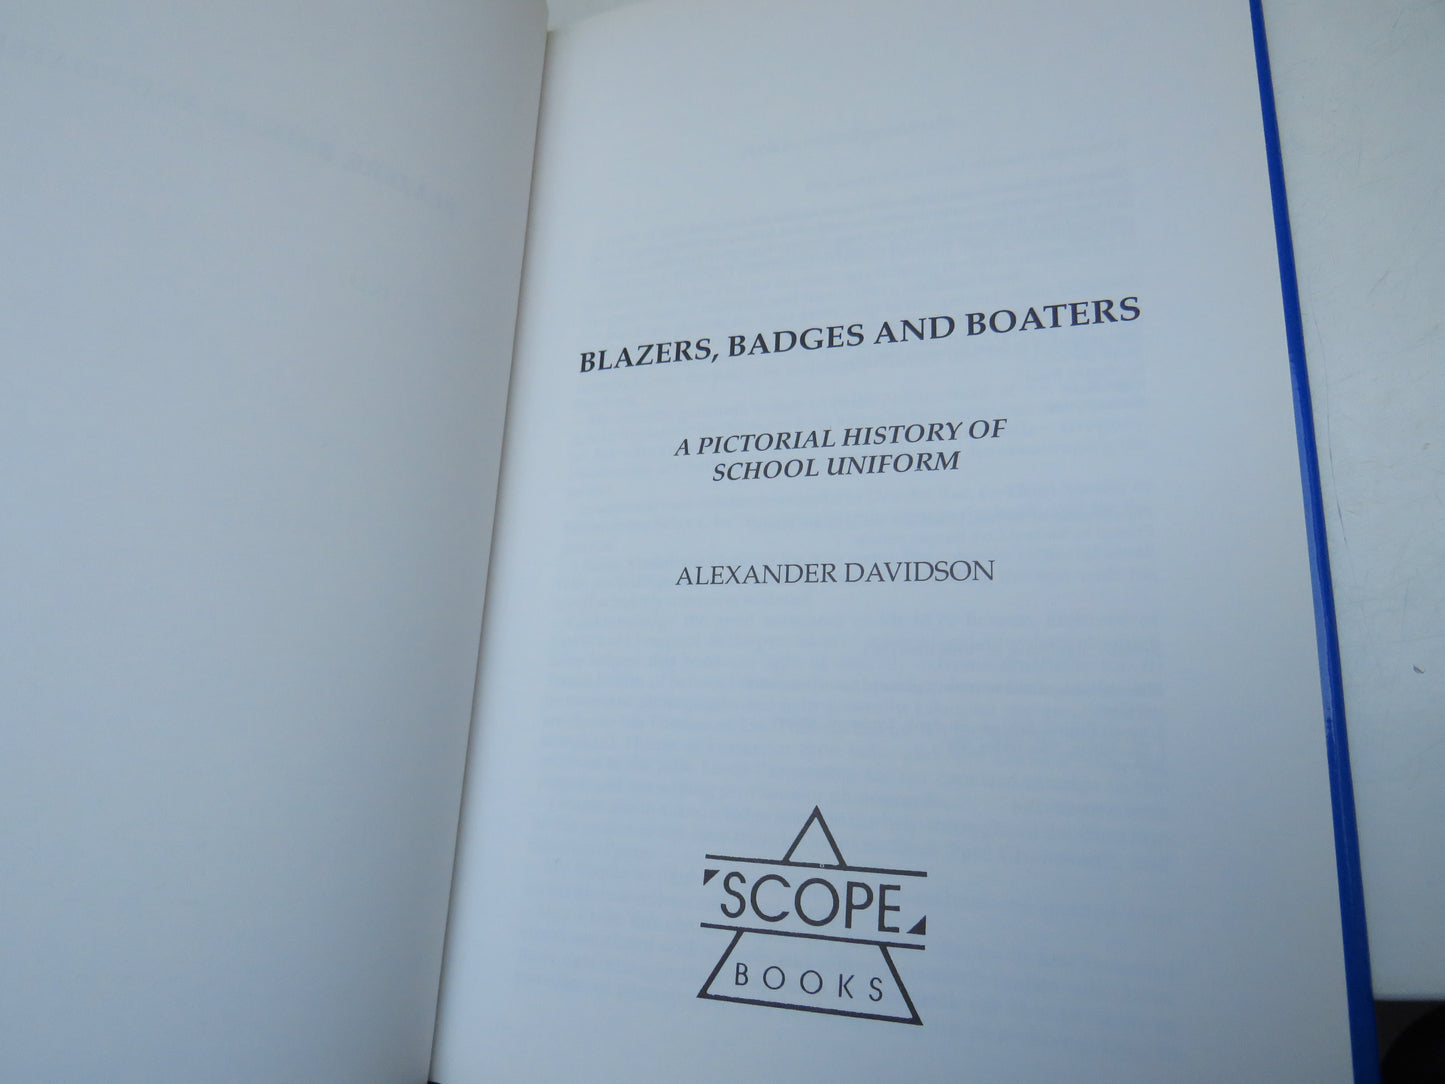 BLAZERS, BADGES AND BOATERS
A PICTORIAL HISTORY OF
SCHOOL UNIFORM
ALEXANDER DAVIDSON
SCOPE
BOOKS